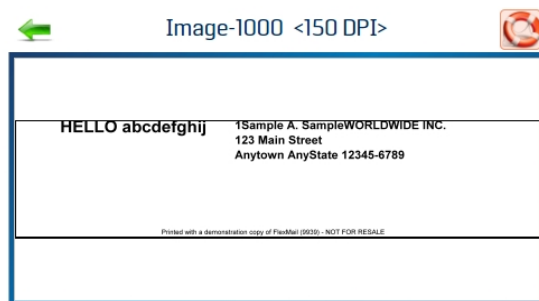 Image-1000 <150 DPI>
HELLO abcdefghij
1Sample A. SampleWORLDWIDE INC.
123 Main Street
Anytown AnyState 12345-6789
Printed with a demonstration copy of FlexMail (9939) - NOT FOR RESALE